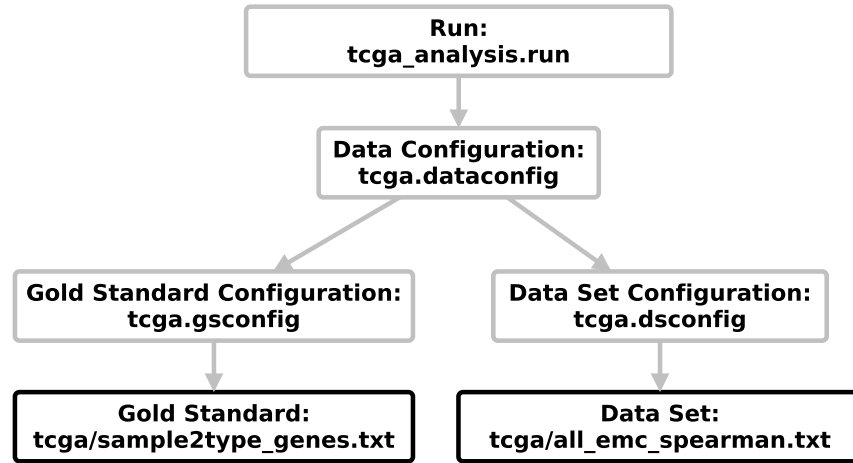 Run:
tcga_analysis.run
Data Configuration:
tcga.dataconfig
Gold Standard Configuration:
tcga.gsconfig
Data Set Configuration:
tcga.dsconfig
Gold Standard:
tcga/sample2type_genes.txt
Data Set:
tcga/all_emc_spearman.txt